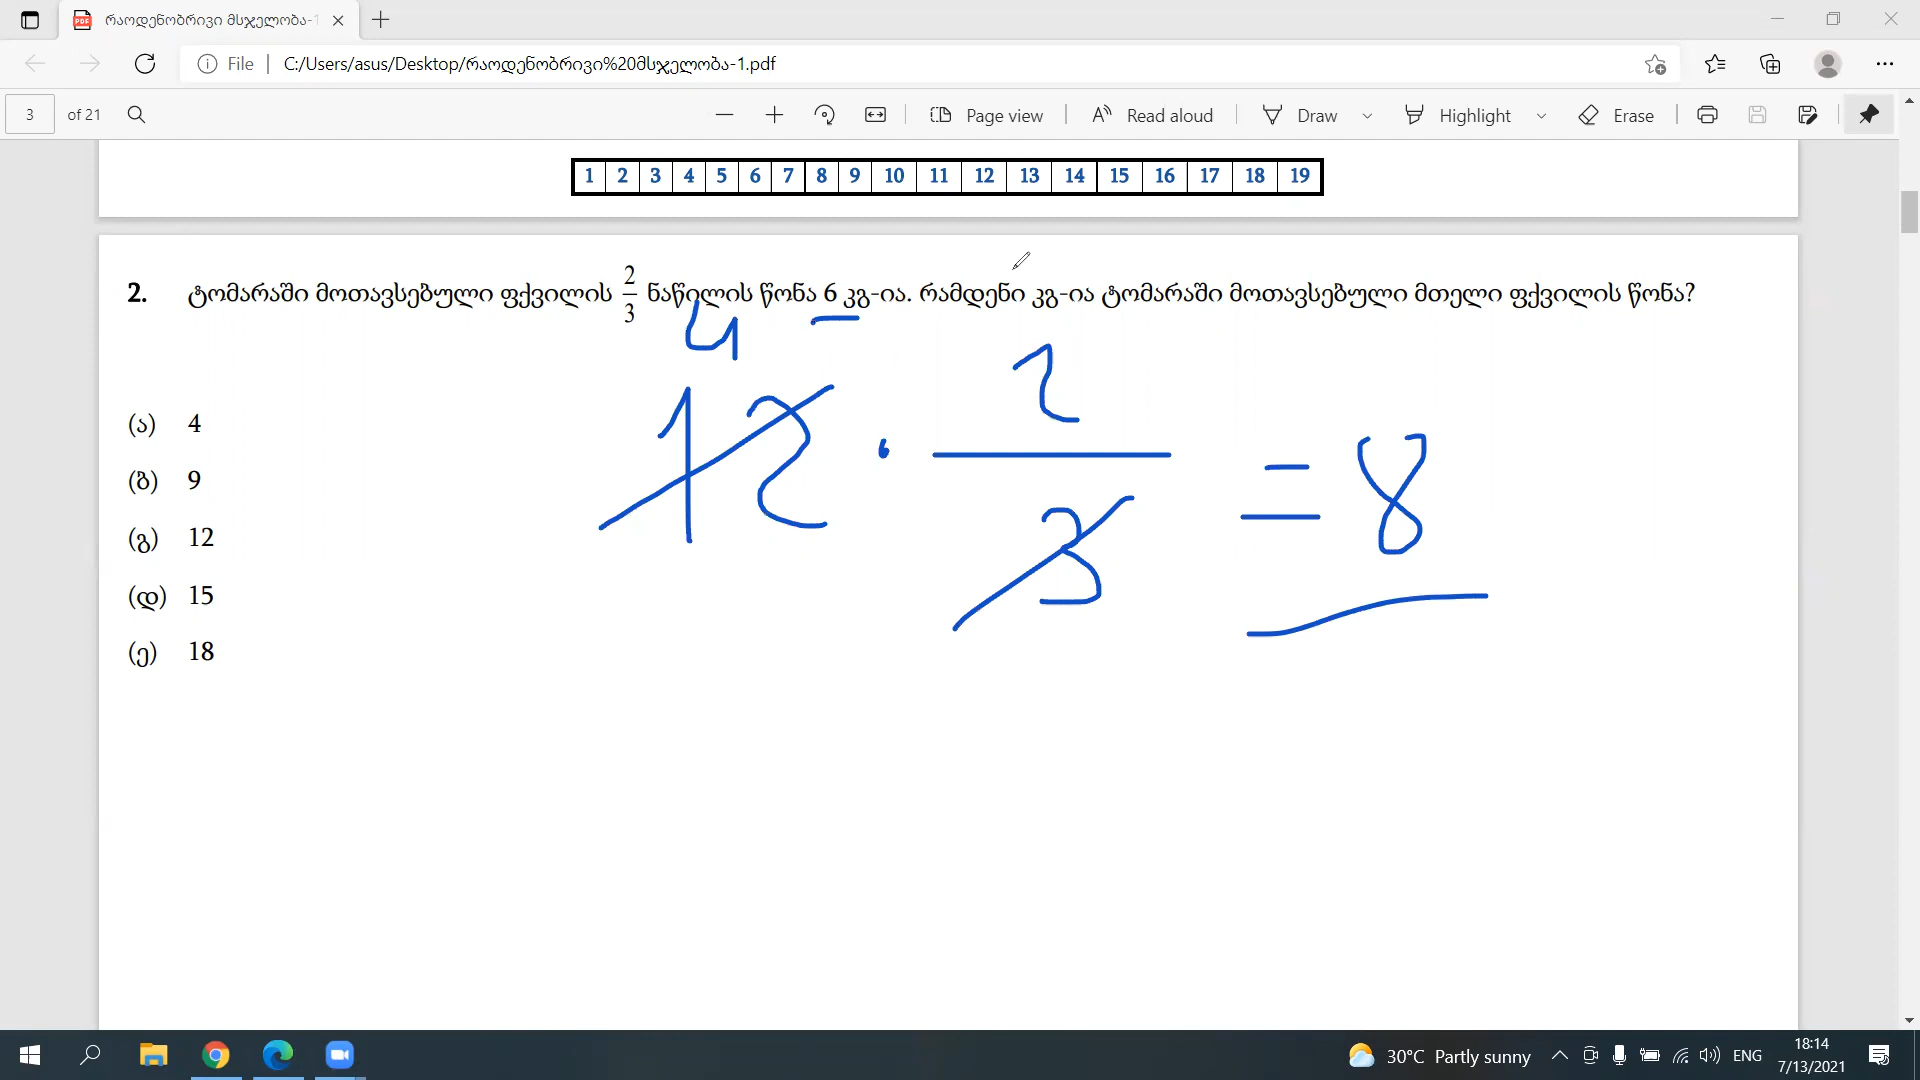 რაოდენობრივი მსჯელობა-1
File C:/Users/asus/Desktop/რაოდენობრივი%20მსჯელობა-1.pdf
3 of 21 Page view Read aloud Draw Highlight Erase
1 2 3 4 5 6 7 8 9 10 11 12 13 14 15 16 17 18 19
2. ტომარაში მოთავსებული ფქვილის 2/3 ნაწილის წონა 6 კგ-ია. რამდენი კგ-ია ტომარაში მოთავსებული მთელი ფქვილის წონა?
4
12 · 2/3 = 8
(ა) 4
(ბ) 9
(გ) 12
(დ) 15
(ე) 18
30°C Partly sunny ENG
18:14
7/13/2021